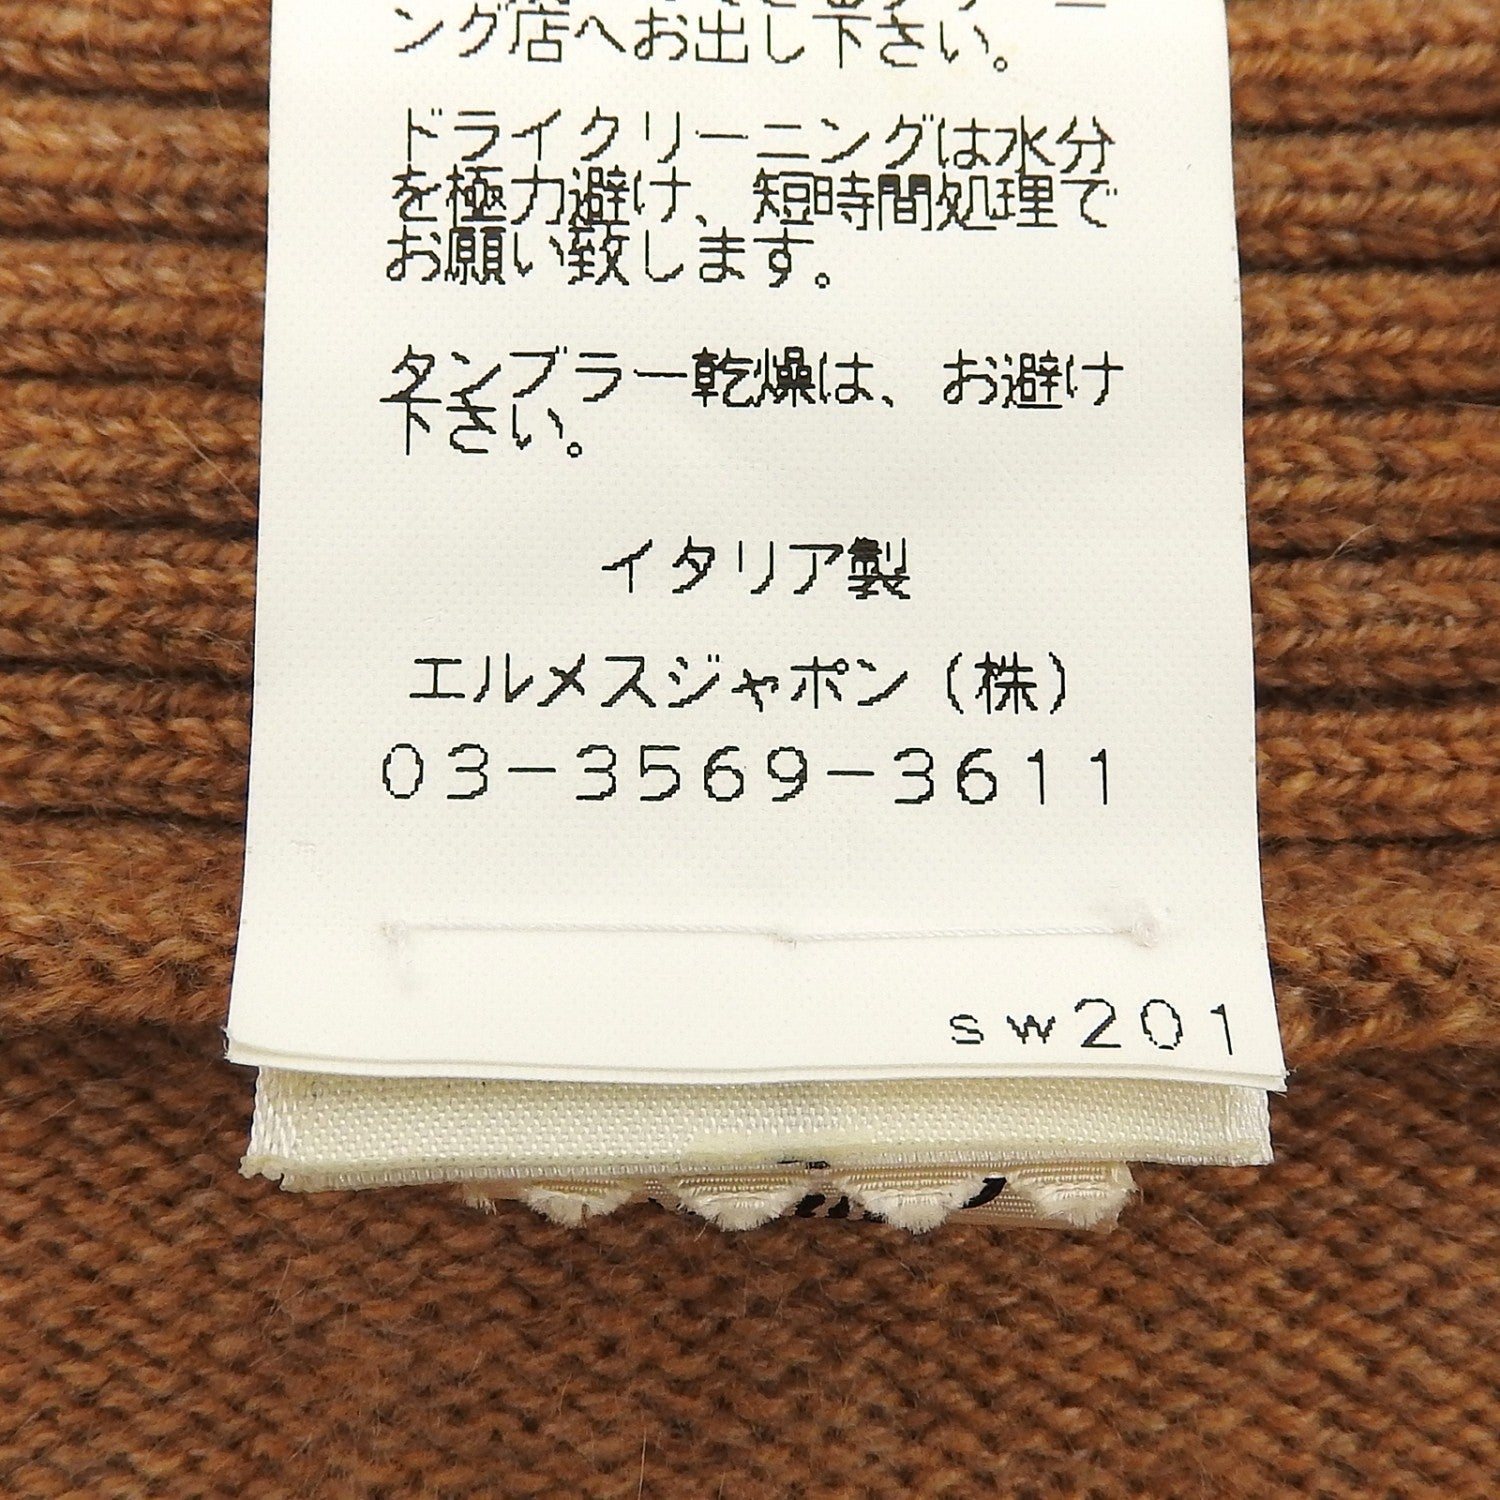 ング店へお出し下さい。
ドライクリーニングは水分
を極力避け、短時間処理で
お願い致します。
タンブラー乾燥は、お避け
下さい。
イタリア製
エルメスジャポン（株）
03-3569-3611
sw201